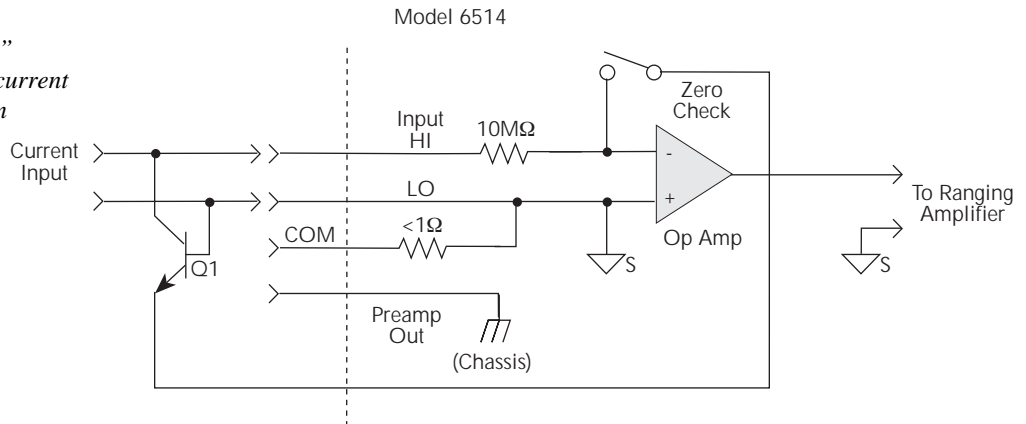 Model 6514
”
current
n
Current
Input
Input
HI
10MΩ
Zero
Check
-
LO
+
<1Ω
COM
Op Amp
To Ranging
Amplifier
Q1
S
S
Preamp
Out
(Chassis)